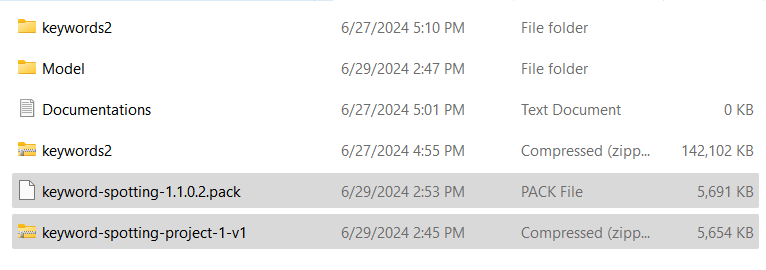 keywords2 6/27/2024 5:10 PM File folder
Model 6/29/2024 2:47 PM File folder
Documentations 6/27/2024 5:01 PM Text Document 0 KB
keywords2 6/27/2024 4:55 PM Compressed (zipp... 142,102 KB
keyword-spotting-1.1.0.2.pack 6/29/2024 2:53 PM PACK File 5,691 KB
keyword-spotting-project-1-v1 6/29/2024 2:45 PM Compressed (zipp... 5,654 KB